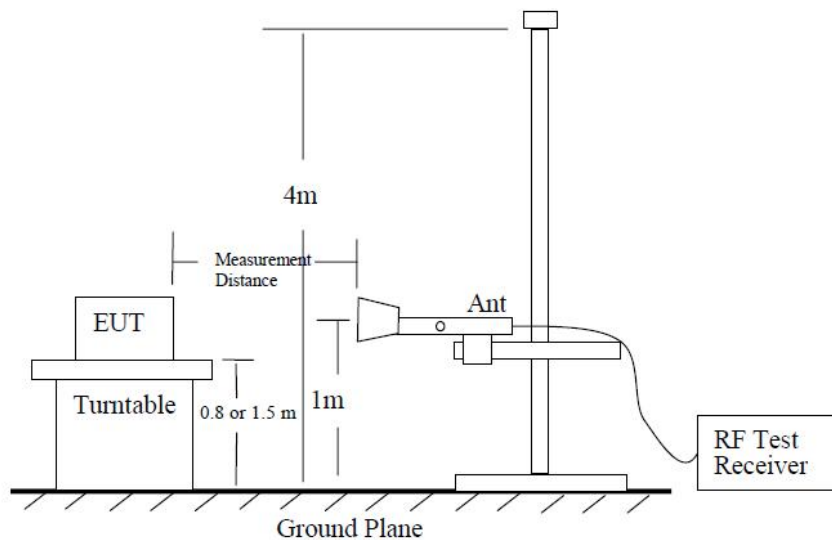 4m
Measurement
Distance
Ant
EUT
Turntable
0.8 or 1.5 m
1m
RF Test
Receiver
Ground Plane